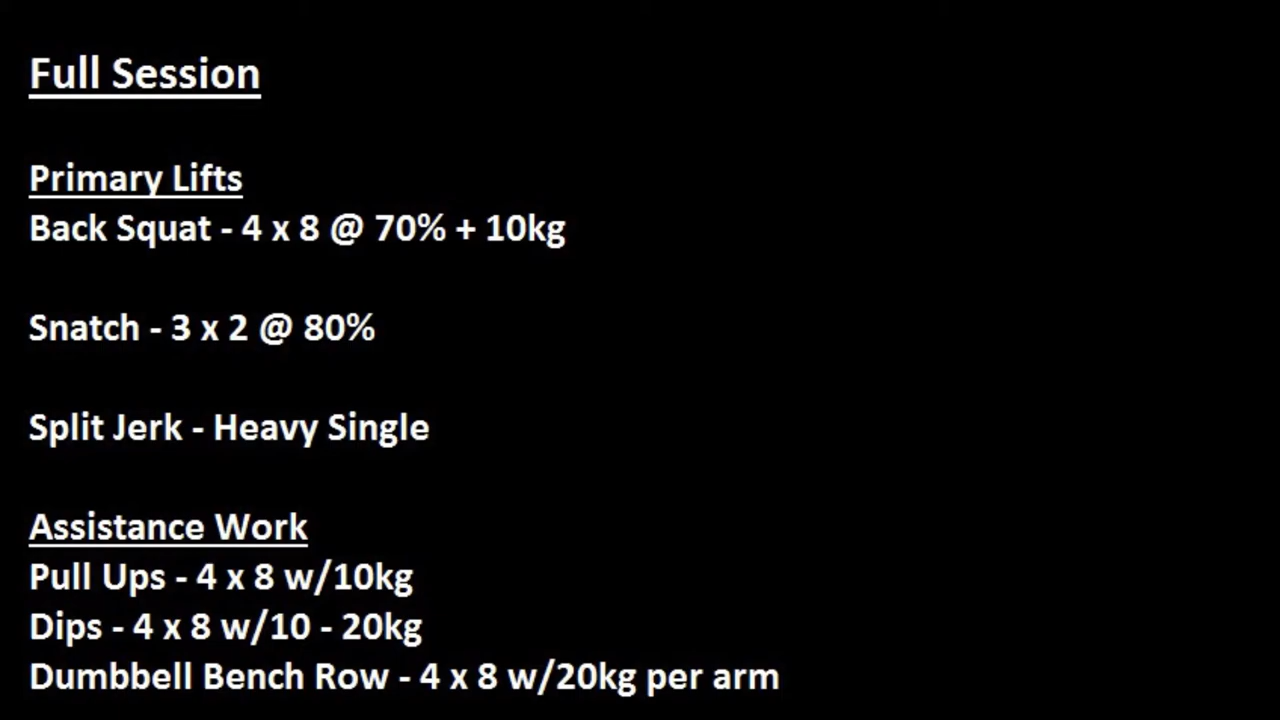 Full Session
Primary Lifts
Back Squat - 4 x 8 @ 70% + 10kg
Snatch - 3 x 2 @ 80%
Split Jerk - Heavy Single
Assistance Work
Pull Ups - 4 x 8 w/10kg
Dips - 4 x 8 w/10 - 20kg
Dumbbell Bench Row - 4 x 8 w/20kg per arm